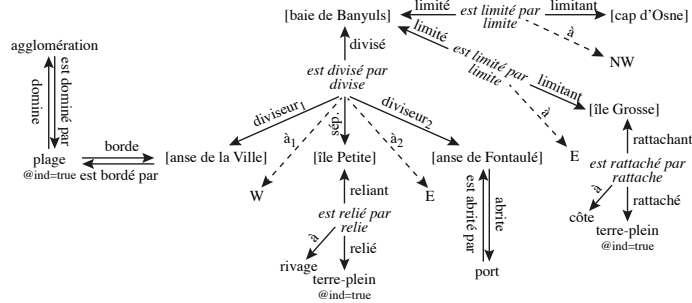 [baie de Banyuls]
limité
est limité par
limite
limitant
[cap d'Osne]
à
NW
limité
est limité par
limite
limitant
à
E
[île Grosse]
divisé
est divisé par
divise
diviseur1
à1
sép.
à2
diviseur2
agglomération
domine
est dominé par
plage
@ind=true
borde
est bordé par
[anse de la Ville]
W
[île Petite]
E
[anse de Fontaulé]
reliant
est relié par
relie
à
relié
rivage
terre-plein
@ind=true
est abrité par
abrite
port
rattachant
est rattaché par
rattache
à
rattaché
côte
terre-plein
@ind=true